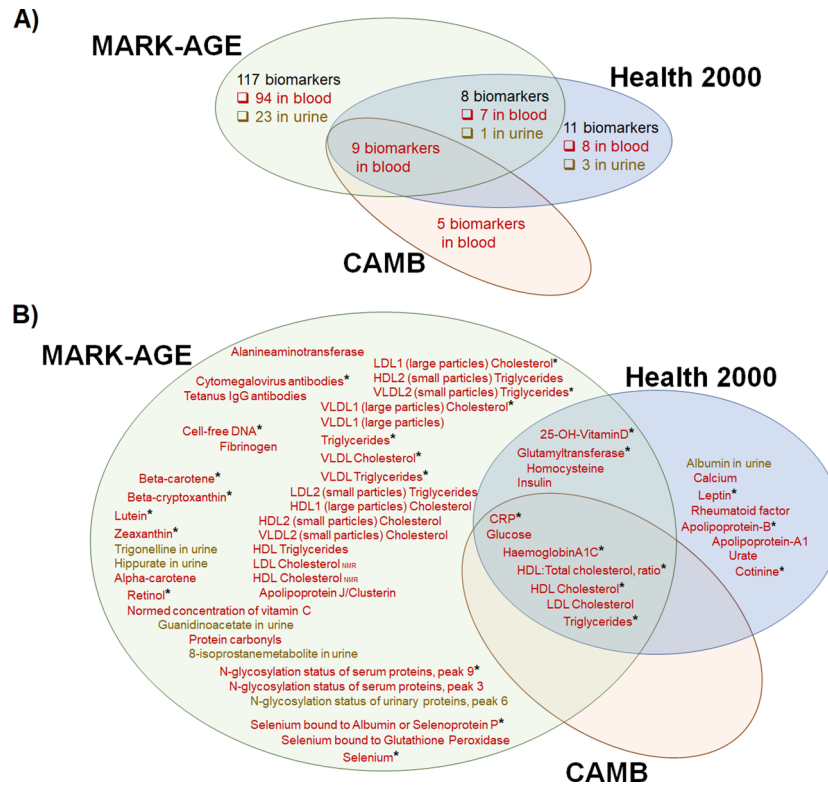 A)
MARK-AGE
Health 2000
117 biomarkers
❑ 94 in blood
❑ 23 in urine
8 biomarkers
❑ 7 in blood
❑ 1 in urine
11 biomarkers
❑ 8 in blood
❑ 3 in urine
9 biomarkers
in blood
5 biomarkers
in blood
CAMB
B)
MARK-AGE
Health 2000
Alanineaminotransferase
LDL1 (large particles) Cholesterol*
Cytomegalovirus antibodies*
HDL2 (small particles) Triglycerides
Tetanus IgG antibodies
VLDL2 (small particles) Triglycerides*
VLDL1 (large particles) Cholesterol*
VLDL1 (large particles)
Triglycerides*
Cell-free DNA*
Fibrinogen
VLDL Cholesterol*
VLDL Triglycerides*
Beta-carotene*
LDL2 (small particles) Triglycerides
Beta-cryptoxanthin*
HDL1 (large particles) Cholesterol
Lutein*
HDL2 (small particles) Cholesterol
Zeaxanthin*
VLDL2 (small particles) Cholesterol
Trigonelline in urine
HDL Triglycerides
Hippurate in urine
LDL Cholesterol NMR
Alpha-carotene
HDL Cholesterol NMR
Retinol*
Apolipoprotein J/Clusterin
Normed concentration of vitamin C
Guanidinoacetate in urine
Protein carbonyls
8-isoprostanemetabolite in urine
N-glycosylation status of serum proteins, peak 9*
N-glycosylation status of serum proteins, peak 3
N-glycosylation status of urinary proteins, peak 6
Selenium bound to Albumin or Selenoprotein P*
Selenium bound to Glutathione Peroxidase
Selenium*
25-OH-VitaminD*
Glutamyltransferase*
Homocysteine
Insulin
CRP*
Glucose
HaemoglobinA1C*
HDL:Total cholesterol, ratio*
HDL Cholesterol*
LDL Cholesterol
Triglycerides*
Albumin in urine
Calcium
Leptin*
Rheumatoid factor
Apolipoprotein-B*
Apolipoprotein-A1
Urate
Cotinine*
CAMB